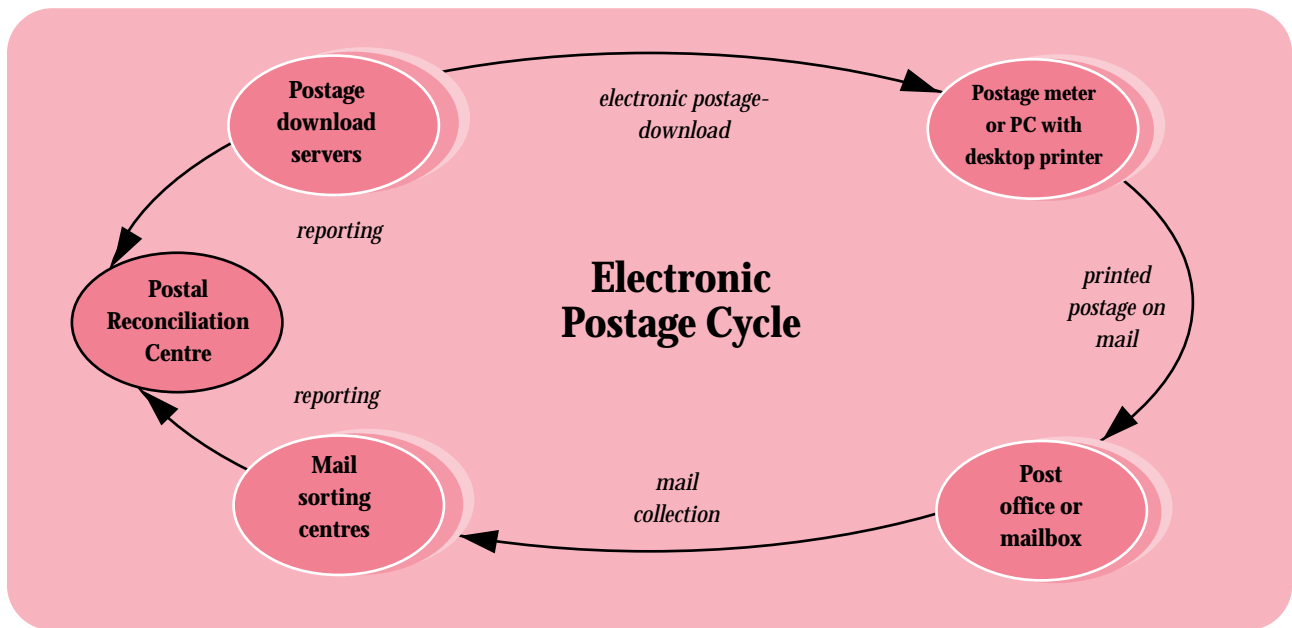 Postage
download
servers
electronic postage-
download
Postage meter
or PC with
desktop printer
reporting
Electronic
Postage Cycle
printed
postage on
mail
Postal
Reconciliation
Centre
reporting
Mail
sorting
centres
mail
collection
Post
office or
mailbox